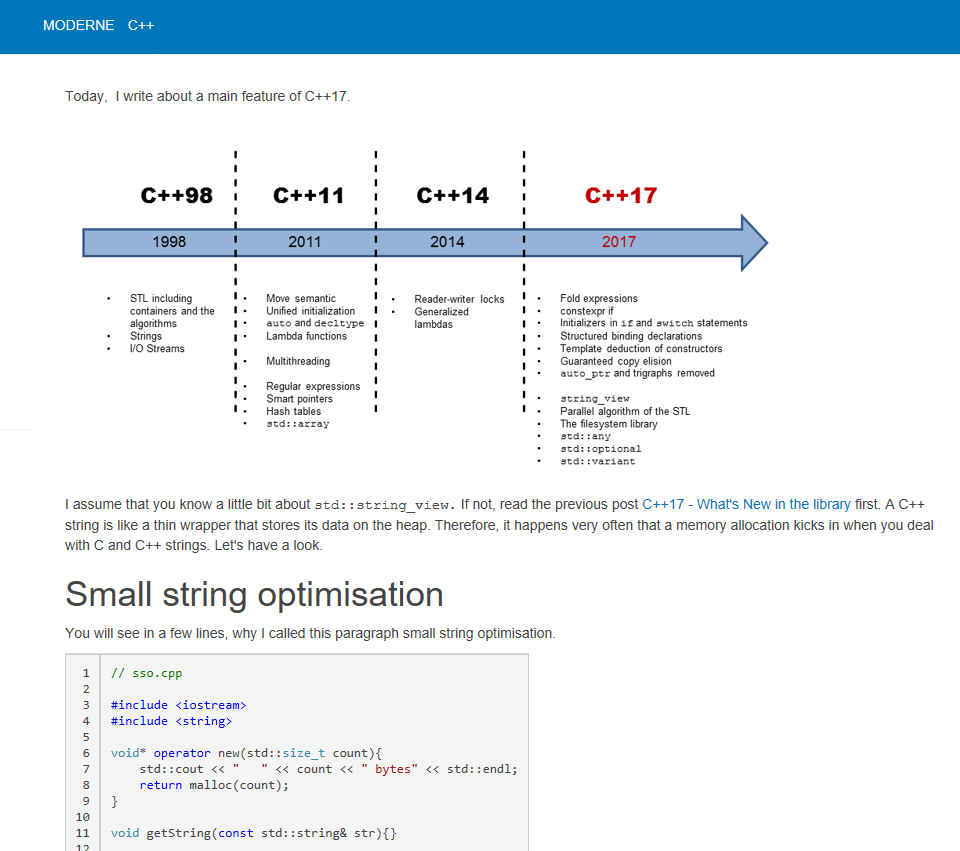 MODERNE C++
Today,  I write about a main feature of C++17.
C++98
C++11
C++14
C++17
1998
2011
2014
2017
• STL including
containers and the
algorithms
• Strings
• I/O Streams
• Move semantic
• Unified initialization
• auto and decltype
• Lambda functions
• Multithreading
• Regular expressions
• Smart pointers
• Hash tables
• std::array
• Reader-writer locks
• Generalized
lambdas
• Fold expressions
• constexpr if
• Initializers in if and switch statements
• Structured binding declarations
• Template deduction of constructors
• Guaranteed copy elision
• auto_ptr and trigraphs removed
• string_view
• Parallel algorithm of the STL
• The filesystem library
• std::any
• std::optional
• std::variant
I assume that you know a little bit about std::string_view. If not, read the previous post C++17 - What's New in the library first. A C++
string is like a thin wrapper that stores its data on the heap. Therefore, it happens very often that a memory allocation kicks in when you deal
with C and C++ strings. Let's have a look.
Small string optimisation
You will see in a few lines, why I called this paragraph small string optimisation.
1 // sso.cpp
2
3 #include <iostream>
4 #include <string>
5
6 void* operator new(std::size_t count){
7     std::cout << "   " << count << " bytes" << std::endl;
8     return malloc(count);
9 }
10
11 void getString(const std::string& str){}
12